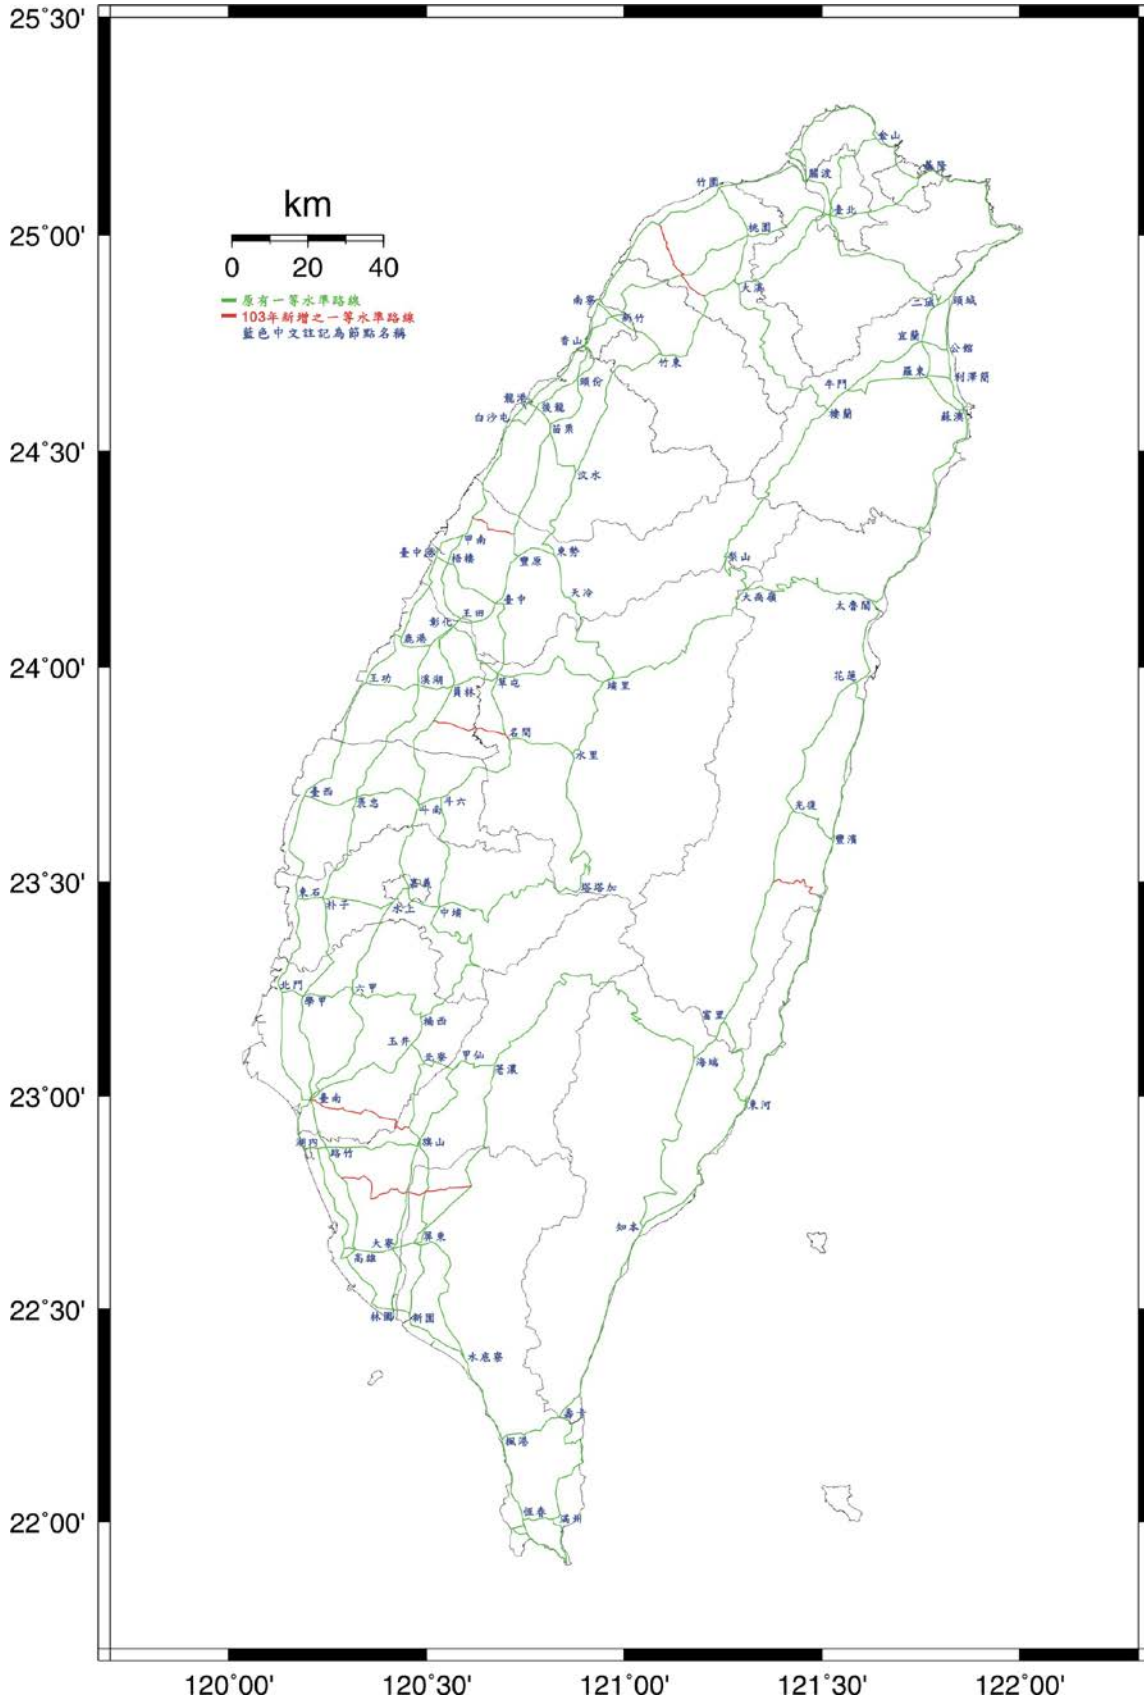 25°30'
金山
基隆
關渡
竹圍
臺北
km
桃園
25°00'
0 20 40
大溪
原有一等水準路線
南寮
二城
頭城
103年新增之一等水準路線
新竹
藍色中文註記為節點名稱
宜蘭
香山
公館
竹東
羅東
頭份
牛鬥
利澤簡
龍港
後龍
棲蘭
蘇澳
白沙屯
苗栗
24°30'
汶水
甲南
臺中港
東勢
梧棲
豐原
梨山
天冷
大禹嶺
臺中
太魯閣
王田
彰化
鹿港
24°00'
王功
溪湖
草屯
埔里
花蓮
員林
名間
水里
臺西
褒忠
斗六
斗南
光復
豐濱
23°30'
東石
嘉義
塔塔加
朴子
水上
中埔
北門
六甲
學甲
楠西
富里
玉井
北寮
甲仙
荖濃
海端
23°00'
臺南
東河
湖內
旗山
路竹
知本
大寮
屏東
高雄
22°30'
林園
新園
水底寮
壽卡
楓港
恆春
22°00'
滿州
120°00'
120°30'
121°00'
121°30'
122°00'